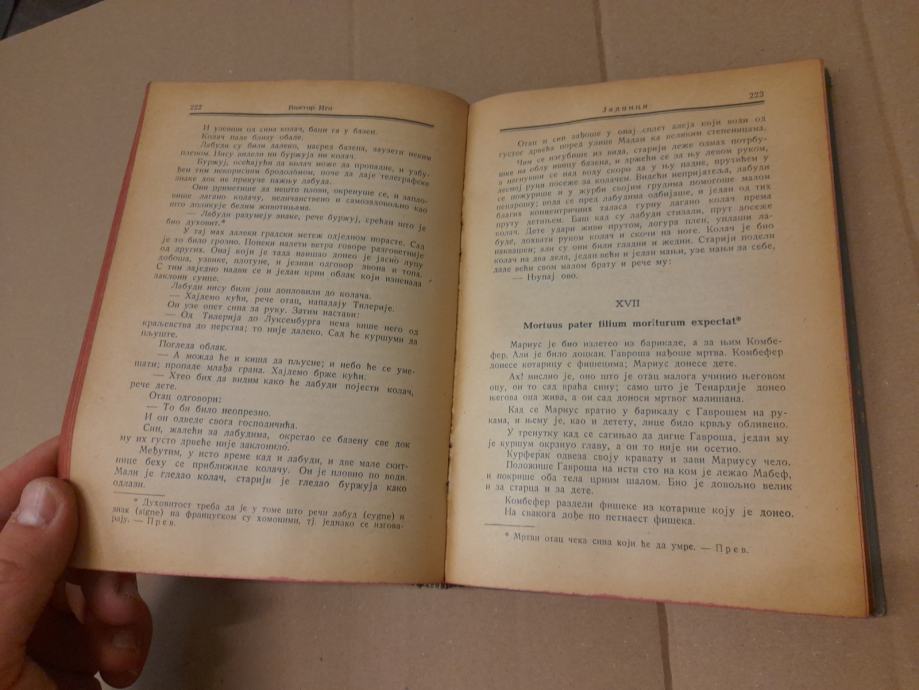 222
Виктор Иго
И узевши од сина колач, баци га у базен.
Колач паде близу обале.
Лабуди су били далеко, насред базена, заузети неким
пленом. Нису видели ни буржуја ни колач.
Буржуј, осећајући да колач може да пропадне, и узбу-
ђен тим некорисним бродоломом, поче да даје телеграфске
знаке док не привуче пажњу лабуда.
Они приметише да нешто плови, окренуше се, и запло-
више лагано колачу, величанствено и самозадовољно као
што доликује белим животињама.
— Лабуди разумеју знаке, рече буржуј, срећан што је
био духовит.*
У тај мах далеки градски метеж одједном порасте. Сад
је то било грозно. Понеки налети ветра говоре разговетније
од других. Онај који је тада наишао донео је јасно лупу
добоша, узвике, плотуне, и језиви одговор звона и топа.
С тим заједно надви се и један црни облак који изненада
заклони сунце.
Лабуди нису били још допловили до колача.
— Хајдемо кући, рече отац, нападају Тилерије.
Он узе опет сина за руку. Затим настави:
— Од Тилерија до Луксембурга нема више него од
краљевства до перства; то није далеко. Сад ће куршуми да
пљуште.
Погледа облак.
— А можда ће и киша да пљусне; и небо ће се уме-
шати; пропаде млађа грана. Хајдемо брже кући.
— Хтео бих да видим како ће лабуди појести колач,
рече дете.
Отац одговори:
— То би било неопрезно.
И он одведе свога господичића.
Син, жалећи за лабудима, окретао се базену све док
му их густо дрвеће није заклонило.
Међутим, у исто време кад и лабуди, и две мале скит-
нице беху се приближиле колачу. Он је пловио по води.
Мали је гледао колач, старији је гледао буржуја како
одлази.
* Духовитост треба да је у томе што речи лабуд (cygne) и
знак (signe) на француском су хомоними, тј. једнако се изгова-
рају. — Прев.
Јадници
223
Отац и син зађоше у онај сплет алеја који води од
густог дрвећа поред улице Мадам ка великим степеницама.
Чим се изгубише из вида, старији леже одмах потрбу-
шке на облу ивицу базена, и држећи се за њу левом руком,
а нагнувши се над воду скоро да у њу падне, прутићем у
десној руци посеже за колачем. Видећи непријатеља, лабуди
се пожурише и у журби својим грудима помогоше малом
ненарошу; вода се пред лабудима одбијаше, и један од тих
благих концентричних таласа гурну лагано колач према
пруту детињем. Баш кад су лабуди стизали, прут досеже
колач. Дете удари живо прутом, догура плен, уплаши ла-
буде, дохвати руком колач и скочи на ноге. Колач је био
наквашен; али су они били гладни и жедни. Старији подели
колач на два дела, један већи и један мањи, узе мањи за себе,
даде већи свом малом брату и рече му:
— Њупај ово.
XVII
Mortuus pater filium moriturum expectat*
Мариус је био излетео из барикаде, а за њим Комбе-
фер. Али је било доцкан, Гавроша нађоше мртва. Комбефер
донесе котарицу с фишецима; Мариус донесе дете.
Ах! мислио је, оно што је отац малога учинио његовом
оцу, он то сад враћа сину; само што је Тенардије донео
његова оца жива, а он сад доноси мртвог малишана.
Кад се Мариус вратио у барикаду с Гаврошем на ру-
кама, и њему је, као и детету, лице било крвљу обливено.
У тренутку кад се сагињао да дигне Гавроша, један му
је куршум окрзнуо главу, а он то није ни осетио.
Курферак одвеза своју кравату и зави Мариусу чело.
Положише Гавроша на исти сто на ком је лежао Мабеф,
и покрише оба тела црним шалом. Био је довољно велик
и за старца и за дете.
Комбефер раздели фишеке из котарице коју је донео.
На свакога дође по петнаест фишека.
* Мртви отац чека сина који ће да умре. — Прев.